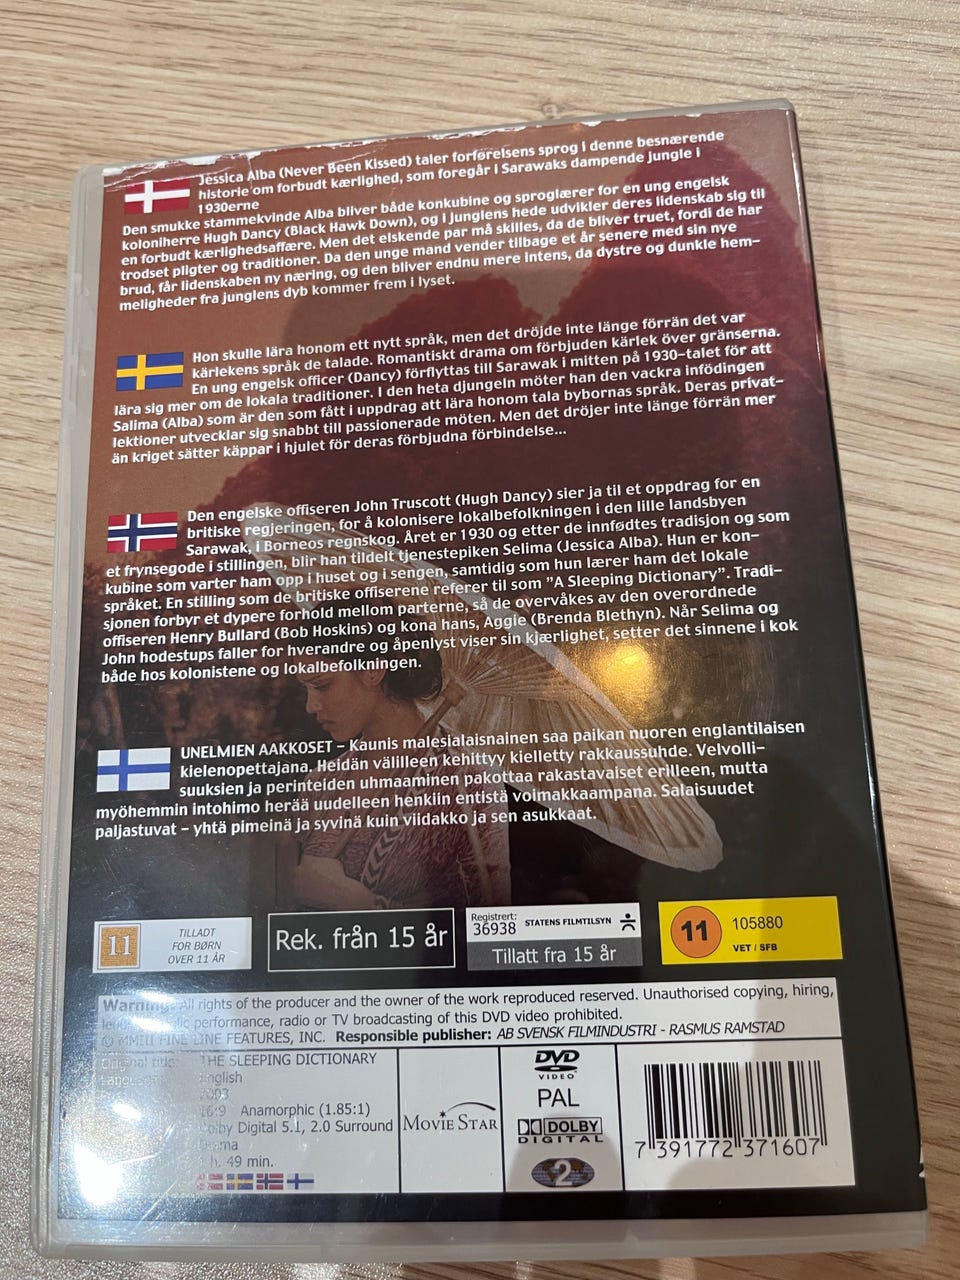 Jessica Alba (Never Been Kissed) taler forførelsens sprog i denne besnærende
historie om forbudt kærlighed, som foregår i Sarawaks dampende jungle i
1930erne
Den smukke stammekvinde Alba bliver både konkubine og sproglærer for en ung engelsk
koloniherre Hugh Dancy (Black Hawk Down), og i junglens hede udvikler deres lidenskab sig til
en forbudt kærlighedsaffære. Men det elskende par må skilles, da de bliver truet, fordi de har
trodset pligter og traditioner. Da den unge mand vender tilbage et år senere med sin nye
brud, får lidenskaben ny næring, og den bliver endnu mere intens, da dystre og dunkle hem-
meligheder fra junglens dyb kommer frem i lyset.
Hon skulle lära honom ett nytt språk, men det dröjde inte länge förrän det var
kärlekens språk de talade. Romantiskt drama om förbjuden kärlek över gränserna.
En ung engelsk officer (Dancy) förflyttas till Sarawak i mitten på 1930-talet för att
lära sig mer om de lokala traditioner. I den heta djungeln möter han den vackra infödingen
Salima (Alba) som är den som fått i uppdrag att lära honom tala bybornas språk. Deras privat-
lektioner utvecklar sig snabbt till passionerade möten. Men det dröjer inte länge förrän mer
än kriget sätter käppar i hjulet för deras förbjudna förbindelse...
Den engelske offiseren John Truscott (Hugh Dancy) sier ja til et oppdrag for en
britiske regjeringen, for å kolonisere lokalbefolkningen i den lille landsbyen
Sarawak, i Borneos regnskog. Året er 1930 og etter de innfødtes tradisjon og som
et frynsegode i stillingen, blir han tildelt tjenestepiken Selima (Jessica Alba). Hun er kon-
kubine som varter ham opp i huset og i sengen, samtidig som hun lærer ham det lokale
språket. En stilling som de britiske offiserene referer til som "A Sleeping Dictionary". Tradi-
sjonen forbyr et dypere forhold mellom parterne, så de overvåkes av den overordnede
offiseren Henry Bullard (Bob Hoskins) og kona hans, Aggie (Brenda Blethyn). Når Selima og
John hodestups faller for hverandre og åpenlyst viser sin kjærlighet, setter det sinnene i kok
både hos kolonistene og lokalbefolkningen.
UNELMIEN AAKKOSET – Kaunis malesialaisnainen saa paikan nuoren englantilaisen
kielenopettajana. Heidän välilleen kehittyy kielletty rakkaussuhde. Velvolli-
suuksien ja perinteiden uhmaaminen pakottaa rakastavaiset erilleen, mutta
myöhemmin intohimo herää uudelleen henkiin entistä voimakkaampana. Salaisuudet
paljastuvat – yhtä pimeinä ja syvinä kuin viidakko ja sen asukkaat.
11 TILLADT
FOR BØRN
OVER 11 ÅR
Rek. från 15 år
Registrert:
36938 STATENS FILMTILSYN
Tillatt fra 15 år
11 105880
VET / SFB
Warning: All rights of the producer and the owner of the work reproduced reserved. Unauthorised copying, hiring,
public performance, radio or TV broadcasting of this DVD video prohibited.
© MMIII FINE LINE FEATURES, INC. Responsible publisher: AB SVENSK FILMINDUSTRI - RASMUS RAMSTAD
Original title: THE SLEEPING DICTIONARY
Language: English
2003
16:9 Anamorphic (1.85:1)
Dolby Digital 5.1, 2.0 Surround
Drama
h. 49 min.
MOVIE STAR
DVD
VIDEO
PAL
DOLBY
DIGITAL
2
7 391772 371607